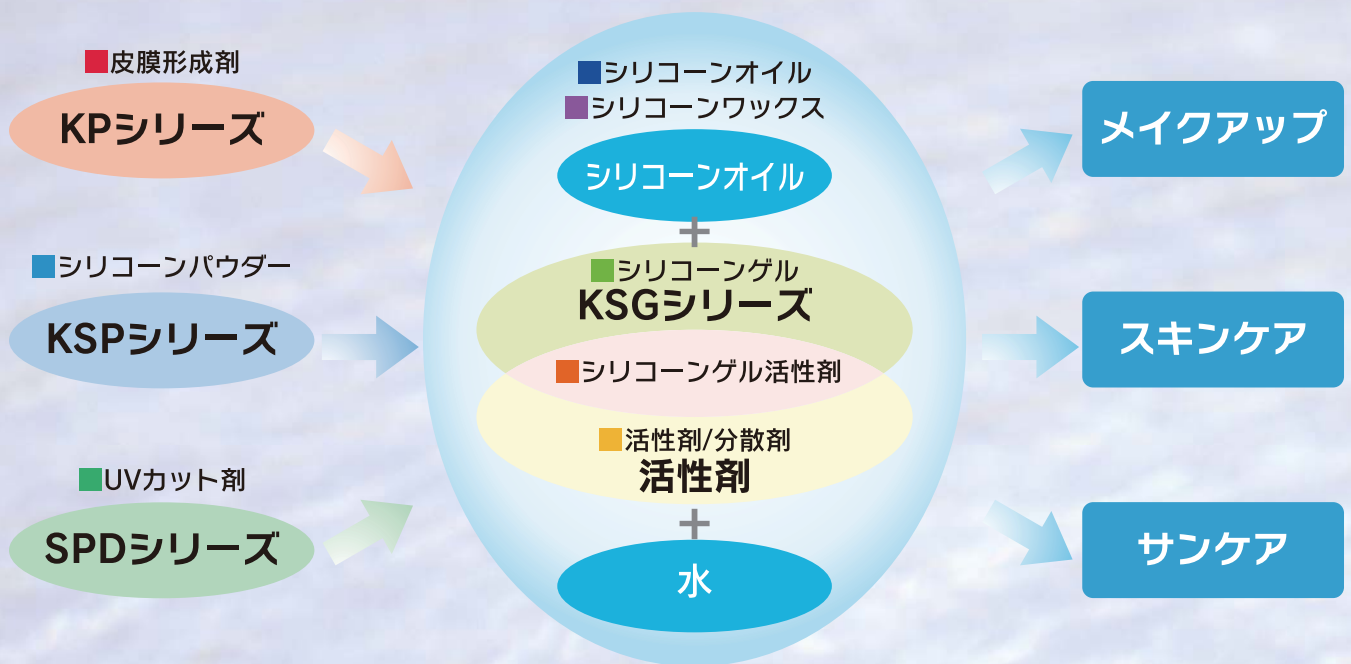 ■皮膜形成剤
KPシリーズ
■シリコーンパウダー
KSPシリーズ
■UVカット剤
SPDシリーズ
■シリコーンオイル
■シリコーンワックス
シリコーンオイル
+
■シリコーンゲル
KSGシリーズ
■シリコーンゲル活性剤
■活性剤/分散剤
活性剤
+
水
メイクアップ
スキンケア
サンケア